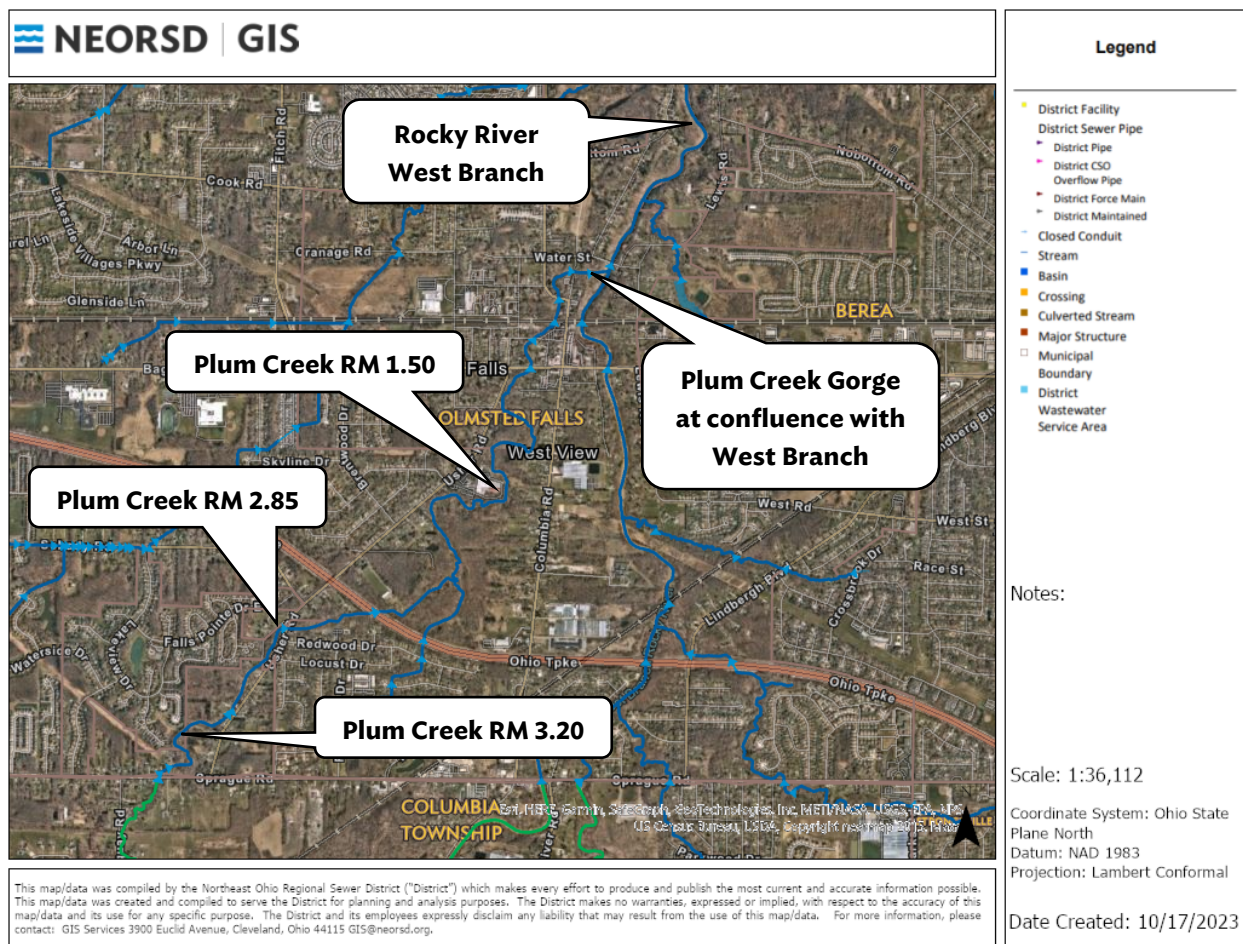 NEORSD | GIS
Rocky River
West Branch
Fitch Rd
Cook Rd
Lewis Rd
Nobottom Rd
Lakeside
Villages Pkwy
Arbor Ln
Cranage Rd
Water St
Glenside Ln
BEREA
Plum Creek RM 1.50
Falls
Plum Creek Gorge
at confluence with
West Branch
OLMSTED FALLS
West View
Brentwood Dr
Skyline Dr
Columbia Rd
Plum Creek RM 2.85
West Rd
West St
Race St
Crossbrook Dr
Lindbergh Blvd
Falls Pointe Dr
Lakeview Dr
Waterside Dr
Usher Rd
Redwood Dr
Locust Dr
Ohio Tpke
Ohio Tpke
Plum Creek RM 3.20
Sprague Rd
Sprague Rd
COLUMBIA
TOWNSHIP
Legend
District Facility
District Sewer Pipe
District Pipe
District CSO
Overflow Pipe
District Force Main
District Maintained
Closed Conduit
Stream
Basin
Crossing
Culverted Stream
Major Structure
Municipal
Boundary
District
Wastewater
Service Area
Notes:
Scale: 1:36,112
Coordinate System: Ohio State
Plane North
Datum: NAD 1983
Projection: Lambert Conformal
Date Created: 10/17/2023
This map/data was compiled by the Northeast Ohio Regional Sewer District ("District") which makes every effort to produce and publish the most current and accurate information possible.
This map/data was created and compiled to serve the District for planning and analysis purposes. The District makes no warranties, expressed or implied, with respect to the accuracy of this
map/data and its use for any specific purpose. The District and its employees expressly disclaim any liability that may result from the use of this map/data. For more information, please
contact: GIS Services 3900 Euclid Avenue, Cleveland, Ohio 44115 GIS@neorsd.org.